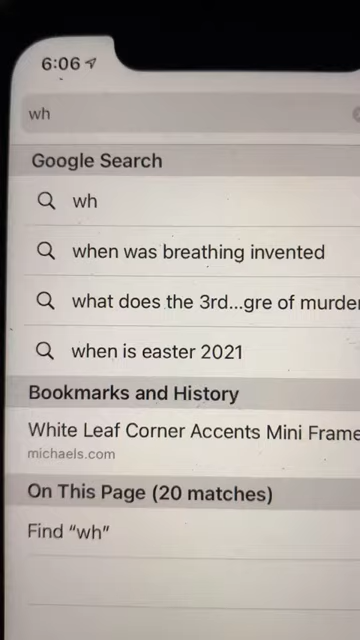 6:06
wh
Google Search
wh
when was breathing invented
what does the 3rd...gre of murder
when is easter 2021
Bookmarks and History
White Leaf Corner Accents Mini Frame
michaels.com
On This Page (20 matches)
Find “wh”